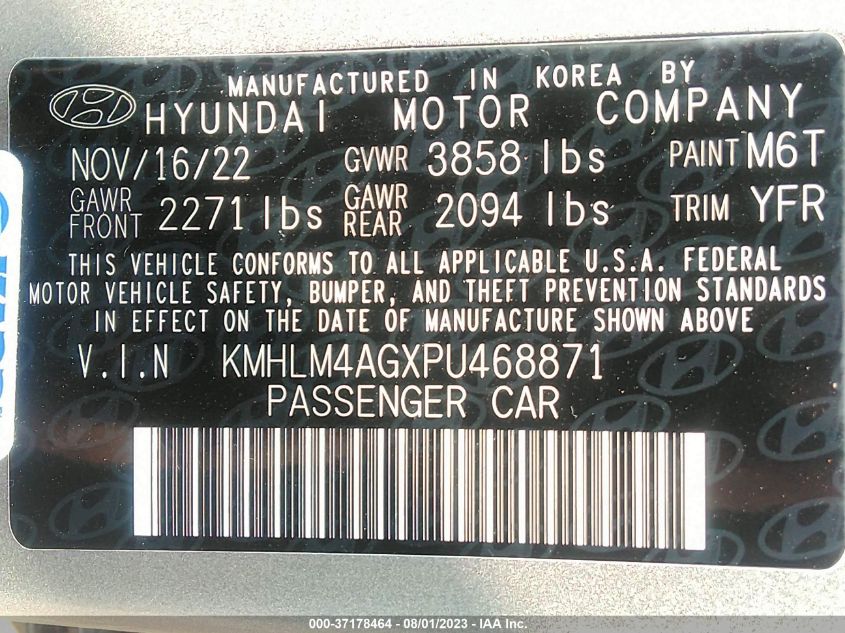 MANUFACTURED IN KOREA BY
HYUNDAI MOTOR COMPANY
NOV/16/22 GVWR 3858 lbs PAINT M6T
GAWR FRONT 2271 lbs GAWR REAR 2094 lbs TRIM YFR
THIS VEHICLE CONFORMS TO ALL APPLICABLE U.S.A. FEDERAL
MOTOR VEHICLE SAFETY, BUMPER, AND THEFT PREVENTION STANDARDS
IN EFFECT ON THE DATE OF MANUFACTURE SHOWN ABOVE
V.I.N KMHLM4AGXPU468871
PASSENGER CAR
000-37178464 - 08/01/2023 - IAA Inc.